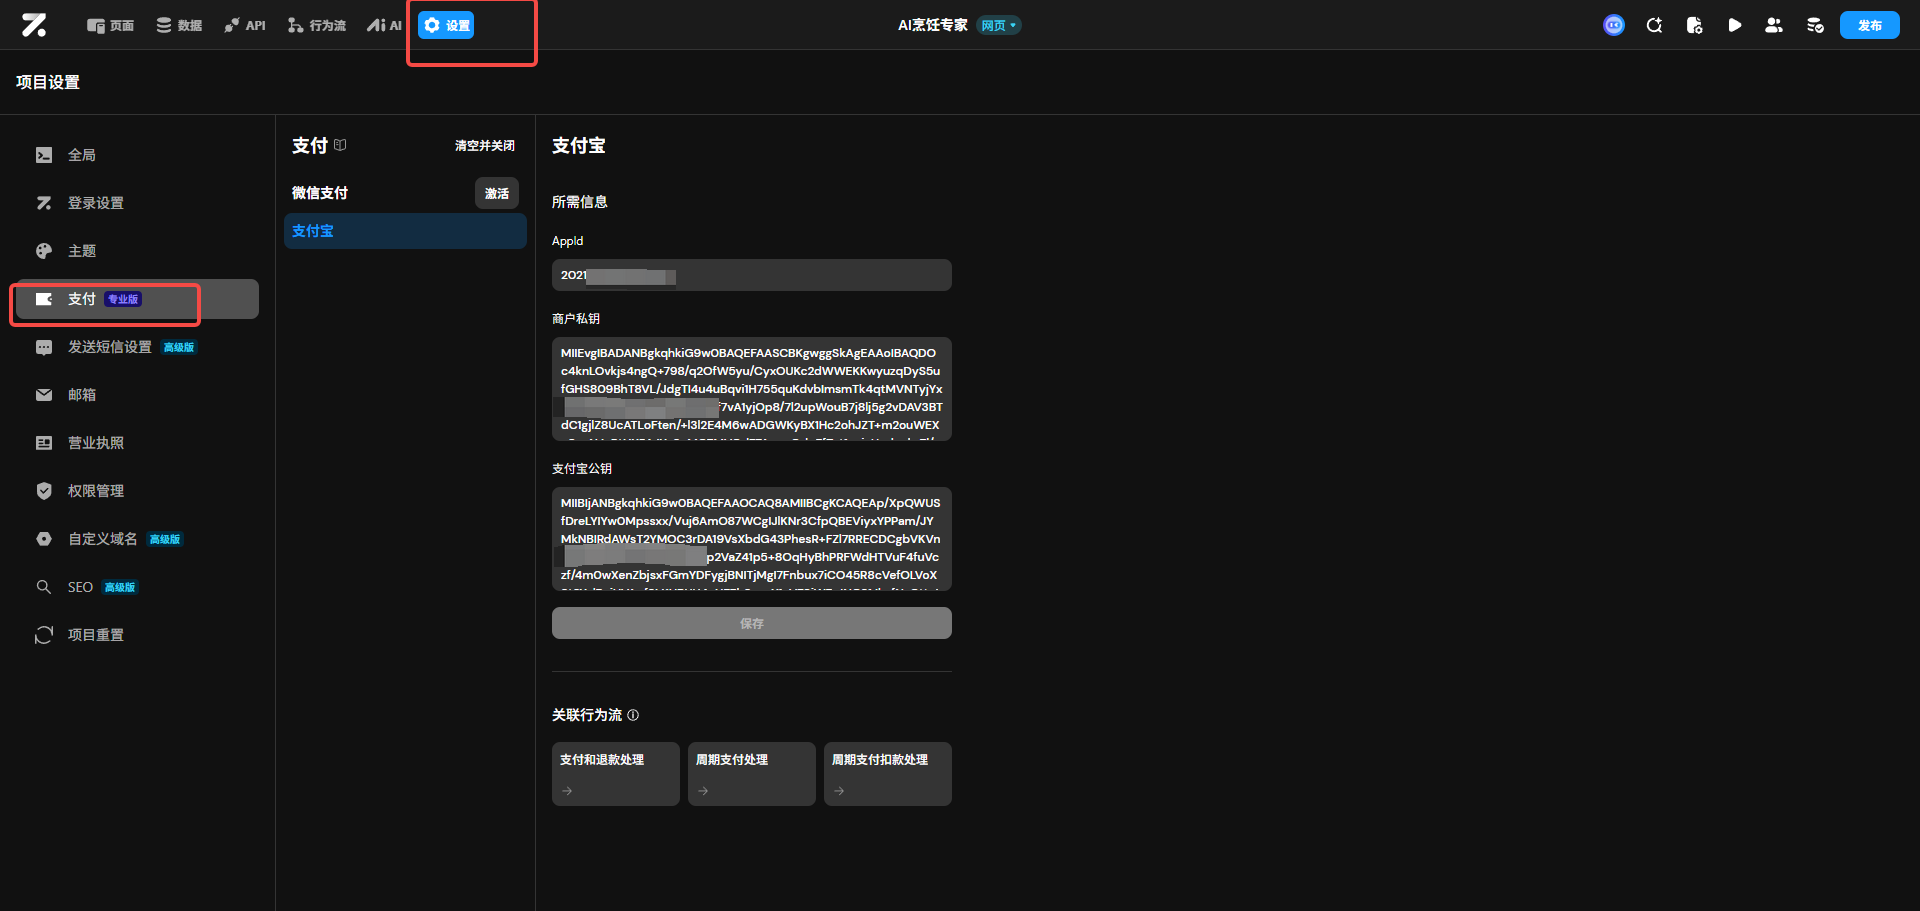 页面
数据
API
行为流
AI
设置
AI烹饪专家
网页
发布
项目设置
全局
登录设置
主题
支付 专业版
发送短信设置 高级版
邮箱
营业执照
权限管理
自定义域名 高级版
SEO 高级版
项目重置
支付
清空并关闭
微信支付
激活
支付宝
支付宝
所需信息
AppId
2021
商户私钥
MIIEvgIBADANBgkqhkiG9w0BAQEFAASCBKgwggSkAgEAAoIBAQDO
c4knLOvkjs4ngQ+798/q2OfW5yu/CyxOUKc2dWWEKKwyuzqDyS5u
fGHS809BhT8VL/JdgTI4u4uBqvi1H755quKdvbImsmTk4qtMVNTyjYx
f7vA1yjOp8/7l2upWouB7j8lj5g2vDAV3BT
dC1gjlZ8UcATLoFten/+l3l2E4M6wADGWKyBX1Hc2ohJZT+m2ouWEX
支付宝公钥
MIIBIjANBgkqhkiG9w0BAQEFAAOCAQ8AMIIBCgKCAQEAp/XpQWUS
fDreLYIYw0Mpssxx/Vuj6AmO87WCgIJlKNr3CfpQBEViyxYPPam/JY
MkNBIRdAWsT2YMOC3rDA19VsXbdG43PhesR+FZl7RRECDCgbVKVn
p2VaZ41p5+8OqHyBhPRFWdHTVuF4fuVc
zf/4m0wXenZbjsxFGmYDFygjBNITjMgI7Fnbux7iCO45R8cVefOLVoX
保存
关联行为流
支付和退款处理
周期支付处理
周期支付扣款处理